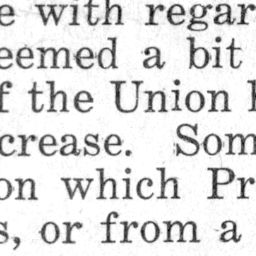 e with regar
eemed a bit
f the Union
crease. Som
on which Pr
s, or from a